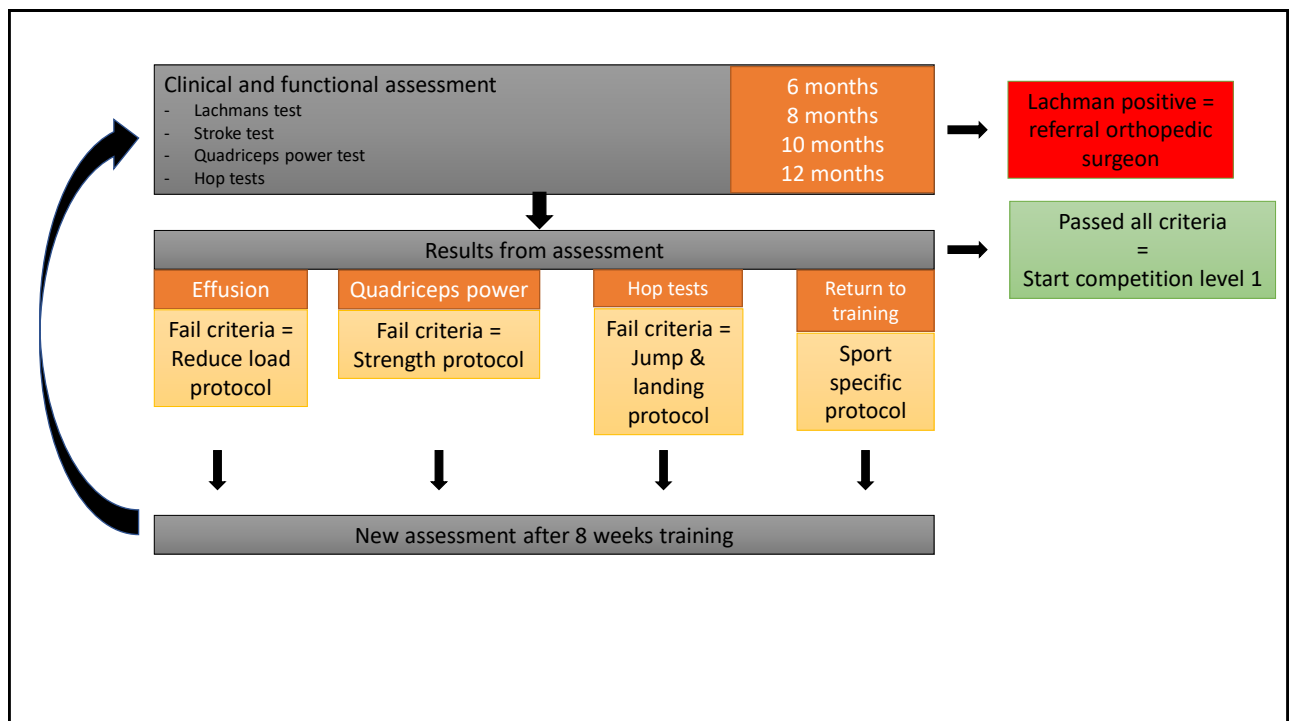 Clinical and functional assessment
- Lachmans test
- Stroke test
- Quadriceps power test
- Hop tests
6 months
8 months
10 months
12 months
Lachman positive =
referral orthopedic
surgeon
Results from assessment
Passed all criteria
=
Start competition level 1
Effusion
Fail criteria =
Reduce load
protocol
Quadriceps power
Fail criteria =
Strength protocol
Hop tests
Fail criteria =
Jump &
landing
protocol
Return to
training
Sport
specific
protocol
New assessment after 8 weeks training